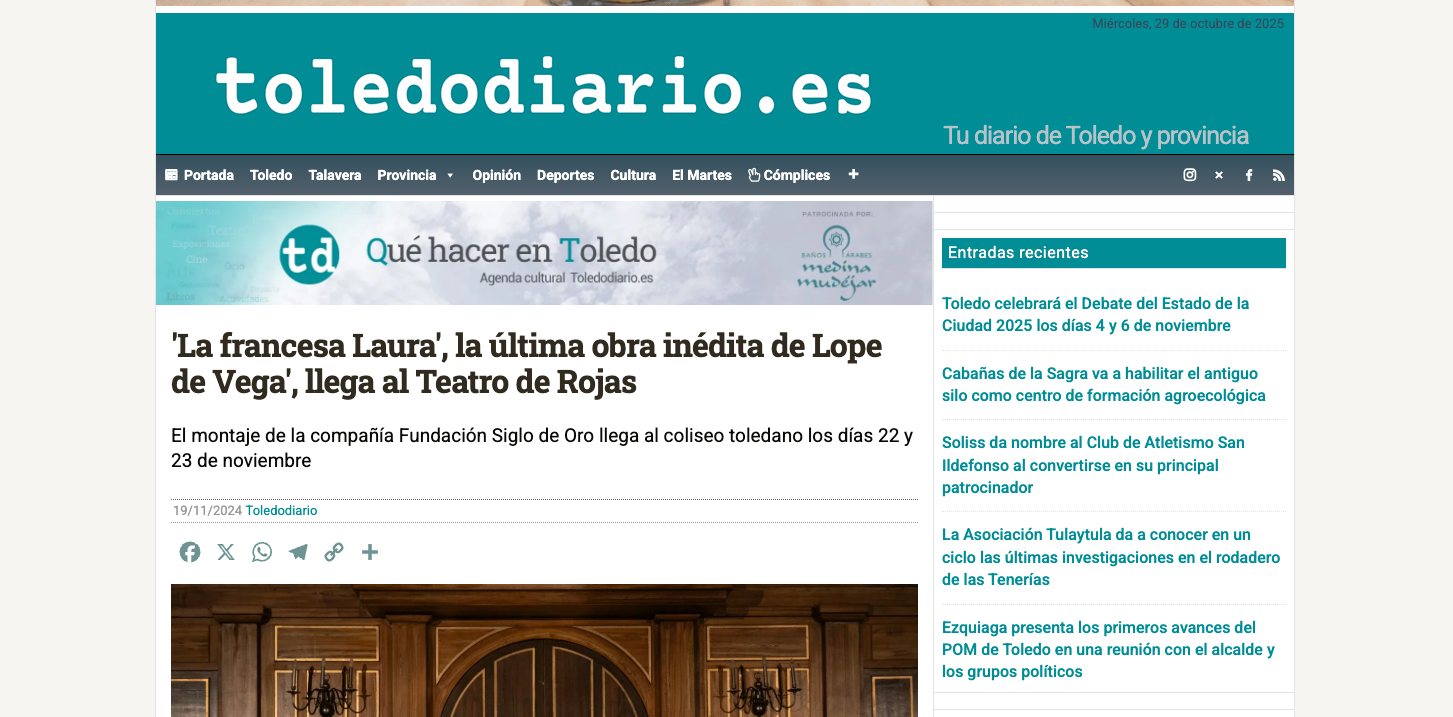 Miércoles, 29 de octubre de 2025
toledodiario.es
Tu diario de Toledo y provincia
Portada Toledo Talavera Provincia Opinión Deportes Cultura El Martes Cómplices +
Teatro
Cine
td
Qué hacer en Toledo
Agenda cultural Toledodiario.es
PATROCINADA POR:
BAÑOS ÁRABES
medina
mudéjar
'La francesa Laura', la última obra inédita de Lope
de Vega', llega al Teatro de Rojas
El montaje de la compañía Fundación Siglo de Oro llega al coliseo toledano los días 22 y
23 de noviembre
19/11/2024 Toledodiario
Entradas recientes
Toledo celebrará el Debate del Estado de la
Ciudad 2025 los días 4 y 6 de noviembre
Cabañas de la Sagra va a habilitar el antiguo
silo como centro de formación agroecológica
Soliss da nombre al Club de Atletismo San
Ildefonso al convertirse en su principal
patrocinador
La Asociación Tulaytula da a conocer en un
ciclo las últimas investigaciones en el rodadero
de las Tenerías
Ezquiaga presenta los primeros avances del
POM de Toledo en una reunión con el alcalde y
los grupos políticos